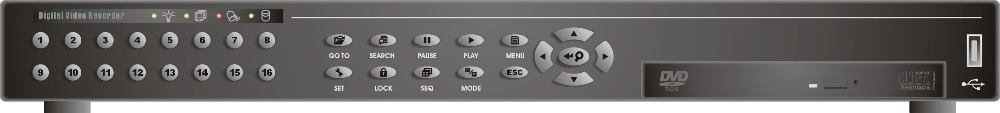 Digital Video Recorder
1 2 3 4 5 6 7 8
9 10 11 12 13 14 15 16
GO TO SEARCH PAUSE PLAY MENU
ESC
SET LOCK SEQ MODE
DVD
ROM
COMPACT
disc
ReWritable
Ultra Speed